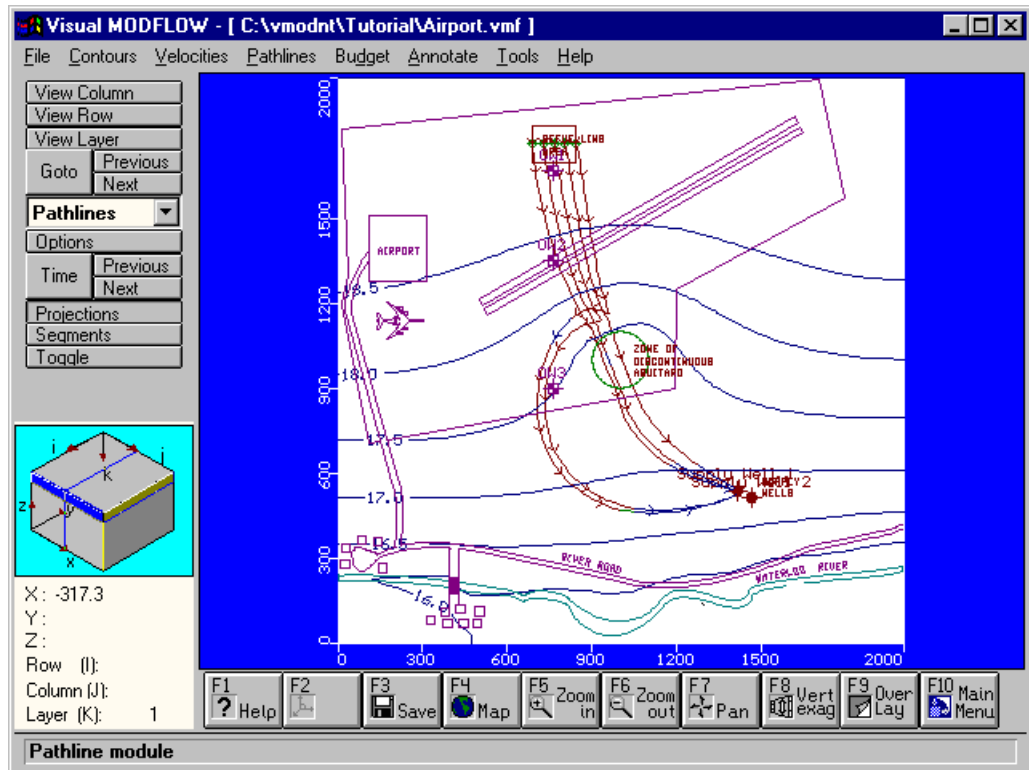 Visual MODFLOW - [ C:\vmodnt\Tutorial\Airport.vmf ]
File Contours Velocities Pathlines Budget Annotate Tools Help
View Column
View Row
View Layer
Goto
Previous
Next
Pathlines
Options
Time
Previous
Next
Projections
Segments
Toggle
i
j
K
z
y
x
X : -317.3
Y :
Z :
Row (I):
Column (J):
Layer (K): 1
2000
1500
1200
900
600
300
0
0 300 600 900 1200 1500 2000
OW1
OW2
OW3
AIRPORT
18.5
18.0
17.5
17.0
16.5
16.0
ZONE OF
DISCONTINUOUS
AQUITARD
Supply Well 1
WELLS
RIVER ROAD
WATERLOO RIVER
F1 ? Help
F2
F3 Save
F4 Map
F5 Zoom in
F6 Zoom out
F7 Pan
F8 Vert exag
F9 Over Lay
F10 Main Menu
Pathline module